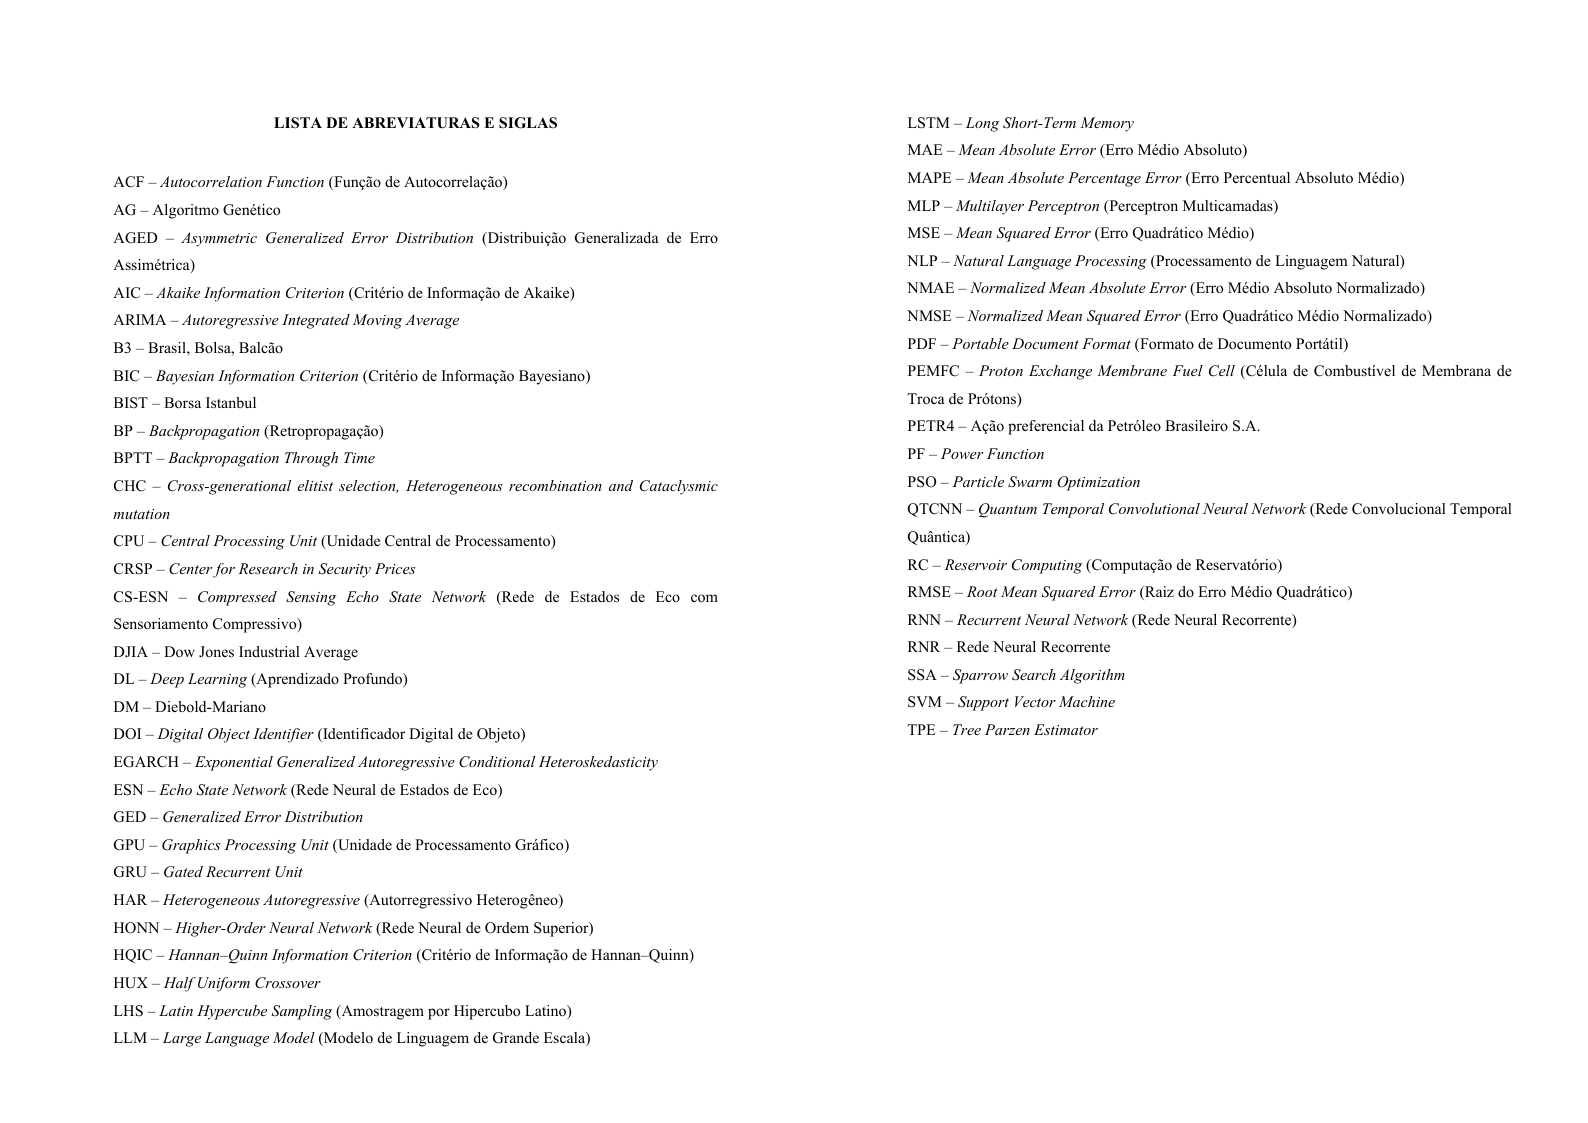 LISTA DE ABREVIATURAS E SIGLAS
ACF – Autocorrelation Function (Função de Autocorrelação)
AG – Algoritmo Genético
AGED – Asymmetric Generalized Error Distribution (Distribuição Generalizada de Erro
Assimétrica)
AIC – Akaike Information Criterion (Critério de Informação de Akaike)
ARIMA – Autoregressive Integrated Moving Average
B3 – Brasil, Bolsa, Balcão
BIC – Bayesian Information Criterion (Critério de Informação Bayesiano)
BIST – Borsa Istanbul
BP – Backpropagation (Retropropagação)
BPTT – Backpropagation Through Time
CHC – Cross-generational elitist selection, Heterogeneous recombination and Cataclysmic
mutation
CPU – Central Processing Unit (Unidade Central de Processamento)
CRSP – Center for Research in Security Prices
CS-ESN – Compressed Sensing Echo State Network (Rede de Estados de Eco com
Sensoriamento Compressivo)
DJIA – Dow Jones Industrial Average
DL – Deep Learning (Aprendizado Profundo)
DM – Diebold-Mariano
DOI – Digital Object Identifier (Identificador Digital de Objeto)
EGARCH – Exponential Generalized Autoregressive Conditional Heteroskedasticity
ESN – Echo State Network (Rede Neural de Estados de Eco)
GED – Generalized Error Distribution
GPU – Graphics Processing Unit (Unidade de Processamento Gráfico)
GRU – Gated Recurrent Unit
HAR – Heterogeneous Autoregressive (Autorregressivo Heterogêneo)
HONN – Higher-Order Neural Network (Rede Neural de Ordem Superior)
HQIC – Hannan–Quinn Information Criterion (Critério de Informação de Hannan–Quinn)
HUX – Half Uniform Crossover
LHS – Latin Hypercube Sampling (Amostragem por Hipercubo Latino)
LLM – Large Language Model (Modelo de Linguagem de Grande Escala)
LSTM – Long Short-Term Memory
MAE – Mean Absolute Error (Erro Médio Absoluto)
MAPE – Mean Absolute Percentage Error (Erro Percentual Absoluto Médio)
MLP – Multilayer Perceptron (Perceptron Multicamadas)
MSE – Mean Squared Error (Erro Quadrático Médio)
NLP – Natural Language Processing (Processamento de Linguagem Natural)
NMAE – Normalized Mean Absolute Error (Erro Médio Absoluto Normalizado)
NMSE – Normalized Mean Squared Error (Erro Quadrático Médio Normalizado)
PDF – Portable Document Format (Formato de Documento Portátil)
PEMFC – Proton Exchange Membrane Fuel Cell (Célula de Combustível de Membrana de
Troca de Prótons)
PETR4 – Ação preferencial da Petróleo Brasileiro S.A.
PF – Power Function
PSO – Particle Swarm Optimization
QTCNN – Quantum Temporal Convolutional Neural Network (Rede Convolucional Temporal
Quântica)
RC – Reservoir Computing (Computação de Reservatório)
RMSE – Root Mean Squared Error (Raiz do Erro Médio Quadrático)
RNN – Recurrent Neural Network (Rede Neural Recorrente)
RNR – Rede Neural Recorrente
SSA – Sparrow Search Algorithm
SVM – Support Vector Machine
TPE – Tree Parzen Estimator